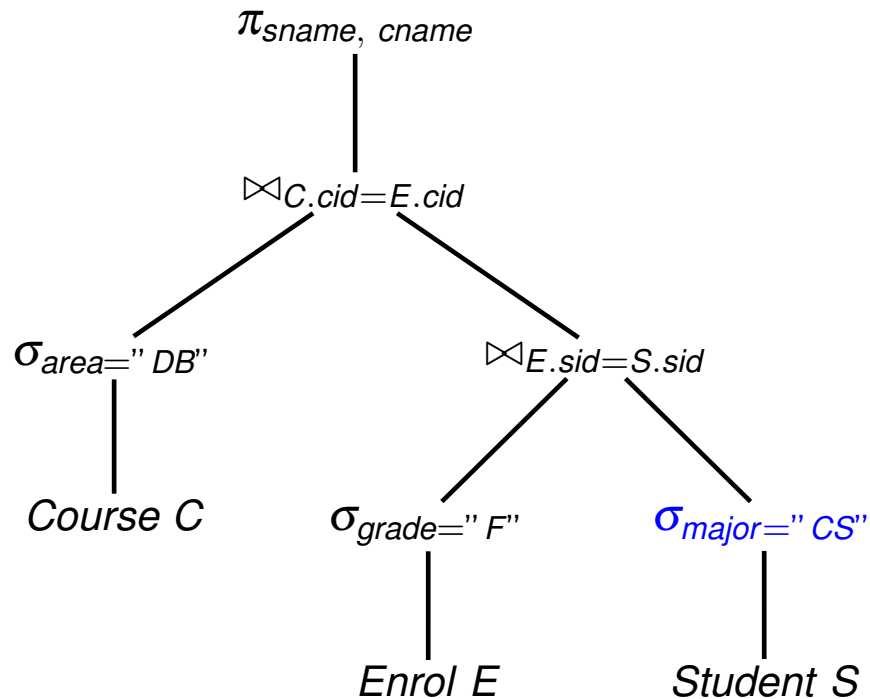 π sname, cname
⋈ C.cid=E.cid
σ area=" DB"
⋈ E.sid=S.sid
Course C
σ grade=" F"
σ major=" CS"
Enrol E
Student S